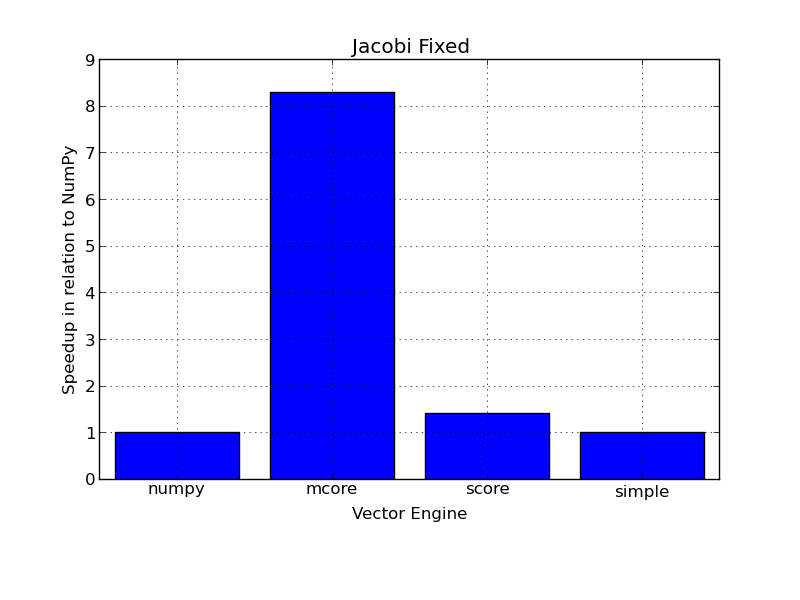 Jacobi Fixed
9
8
7
6
5
4
3
2
1
0
Speedup in relation to NumPy
numpy mcore score simple
Vector Engine